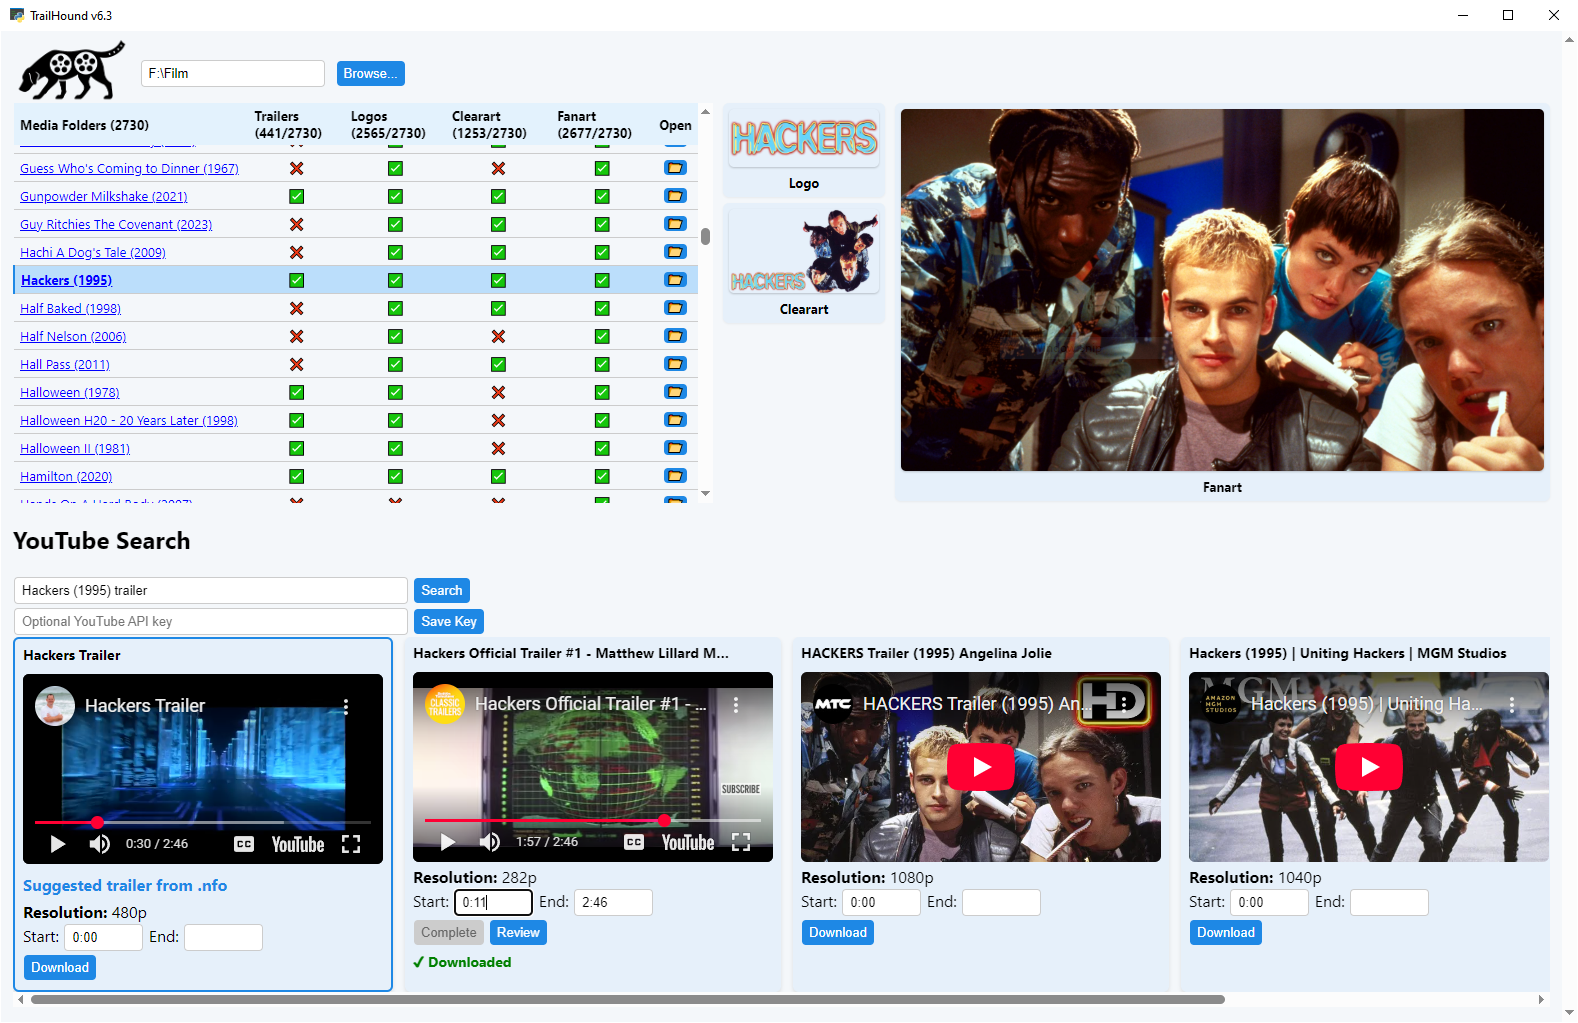 TrailHound v6.3
F:\Film
Browse...
Media Folders (2730)
Trailers
(441/2730)
Logos
(2565/2730)
Clearart
(1253/2730)
Fanart
(2677/2730)
Open
Guess Who's Coming to Dinner (1967)
Gunpowder Milkshake (2021)
Guy Ritchies The Covenant (2023)
Hachi A Dog's Tale (2009)
Hackers (1995)
Half Baked (1998)
Half Nelson (2006)
Hall Pass (2011)
Halloween (1978)
Halloween H20 - 20 Years Later (1998)
Halloween II (1981)
Hamilton (2020)
HACKERS
Logo
HACKERS
Clearart
Fanart
YouTube Search
Hackers (1995) trailer
Search
Optional YouTube API key
Save Key
Hackers Trailer
Hackers Trailer
0:30 / 2:46
CC
YouTube
Suggested trailer from .nfo
Resolution: 480p
Start: 0:00 End:
Download
Hackers Official Trailer #1 - Matthew Lillard M...
TANKER LOCATIONS
CLASSIC
TRAILERS
Hackers Official Trailer #1 - ...
SUBSCRIBE
1:57 / 2:46
CC
YouTube
Resolution: 282p
Start: 0:11 End: 2:46
Complete
Review
✓ Downloaded
HACKERS Trailer (1995) Angelina Jolie
MTC
HACKERS Trailer (1995) An...
HD
Resolution: 1080p
Start: 0:00 End:
Download
Hackers (1995) | Uniting Hackers | MGM Studios
MGM
AMAZON
MGM
STUDIOS
Hackers (1995) | Uniting Ha...
Resolution: 1040p
Start: 0:00 End:
Download